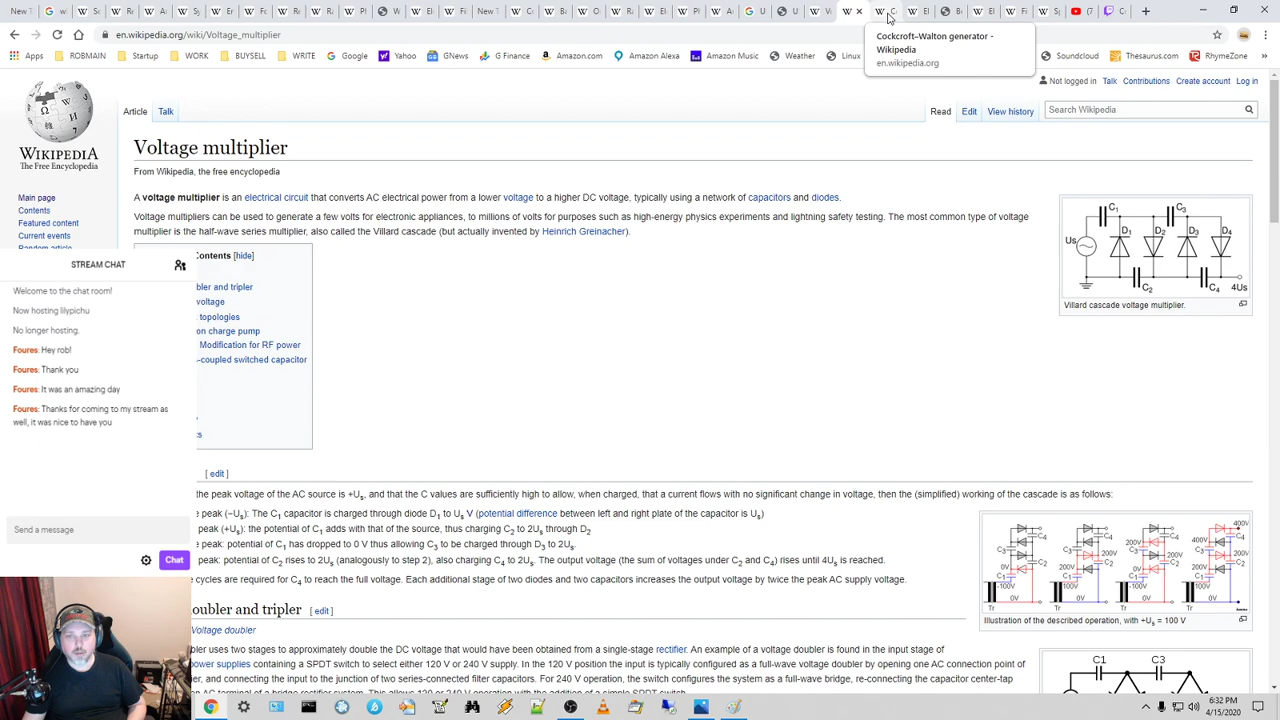 New T
Cockcroft–Walton generator -
Wikipedia
en.wikipedia.org
en.wikipedia.org/wiki/Voltage_multiplier
Apps ROBMAIN Startup WORK BUYSELL WRITING GNews G Finance Amazon.com Amazon Alexa Amazon Music Weather Linux Soundcloud Thesaurus.com RhymeZone
Not logged in Talk Contributions Create account Log in
Article Talk Read Edit View history Search Wikipedia
WIKIPEDIA
The Free Encyclopedia
Main page
Contents
Featured content
Current events
Random article
Voltage multiplier
From Wikipedia, the free encyclopedia
A voltage multiplier is an electrical circuit that converts AC electrical power from a lower voltage to a higher DC voltage, typically using a network of capacitors and diodes.
Voltage multipliers can be used to generate a few volts for electronic appliances, to millions of volts for purposes such as high-energy physics experiments and lightning safety testing. The most common type of voltage
multiplier is the half-wave series multiplier, also called the Villard cascade (but actually invented by Heinrich Greinacher).
C1 C3
Us D1 D2 D3 D4
C2 C4 4Us
Villard cascade voltage multiplier.
ontents [hide]
ubler and tripler
voltage
topologies
on charge pump
Modification for RF power
-coupled switched capacitor
ts
STREAM CHAT
Welcome to the chat room!
Now hosting lilypichu
No longer hosting.
Foures: Hey rob!
Foures: Thank you
Foures: It was an amazing day
Foures: Thanks for coming to my stream as
well, it was nice to have you
Send a message
Chat
[ edit ]
the peak voltage of the AC source is +Us, and that the C values are sufficiently high to allow, when charged, that a current flows with no significant change in voltage, then the (simplified) working of the cascade is as follows:
peak (−Us): The C1 capacitor is charged through diode D1 to Us V (potential difference between left and right plate of the capacitor is Us)
peak (+Us): the potential of C1 adds with that of the source, thus charging C2 to 2Us through D2
e peak: potential of C1 has dropped to 0 V thus allowing C3 to be charged through D3 to 2Us.
e peak: potential of C2 rises to 2Us (analogously to step 2), also charging C4 to 2Us. The output voltage (the sum of voltages under C2 and C4) rises until 4Us is reached.
e cycles are required for C4 to reach the full voltage. Each additional stage of two diodes and two capacitors increases the output voltage by twice the peak AC supply voltage.
Illustration of the described operation, with +Us = 100 V
oubler and tripler [ edit ]
Voltage doubler
bler uses two stages to approximately double the DC voltage that would have been obtained from a single-stage rectifier. An example of a voltage doubler is found in the input stage of
power supplies containing a SPDT switch to select either 120 V or 240 V supply. In the 120 V position the input is typically configured as a full-wave voltage doubler by opening one AC connection point of
ier, and connecting the input to the junction of two series-connected filter capacitors. For 240 V operation, the switch configures the system as a full-wave bridge, re-connecting the capacitor center-tap
C1 C3
6:32 PM
4/15/2020